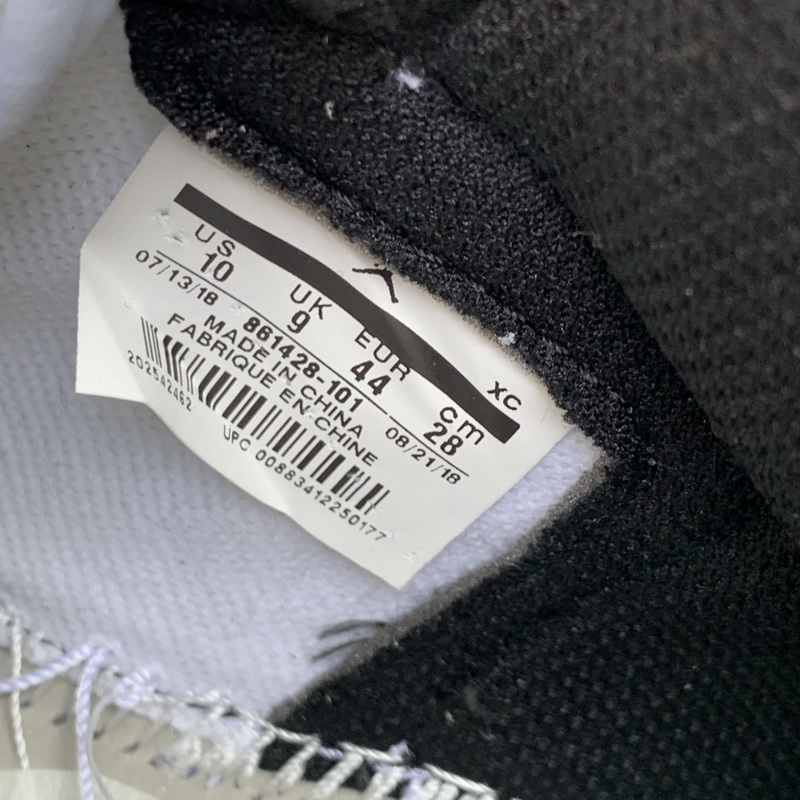 US UK EUR cm
10 9 44 28
XC
07/13/18 861428-101 08/21/18
MADE IN CHINA
FABRIQUE EN-CHINE
202542462
UPC 00883412250177